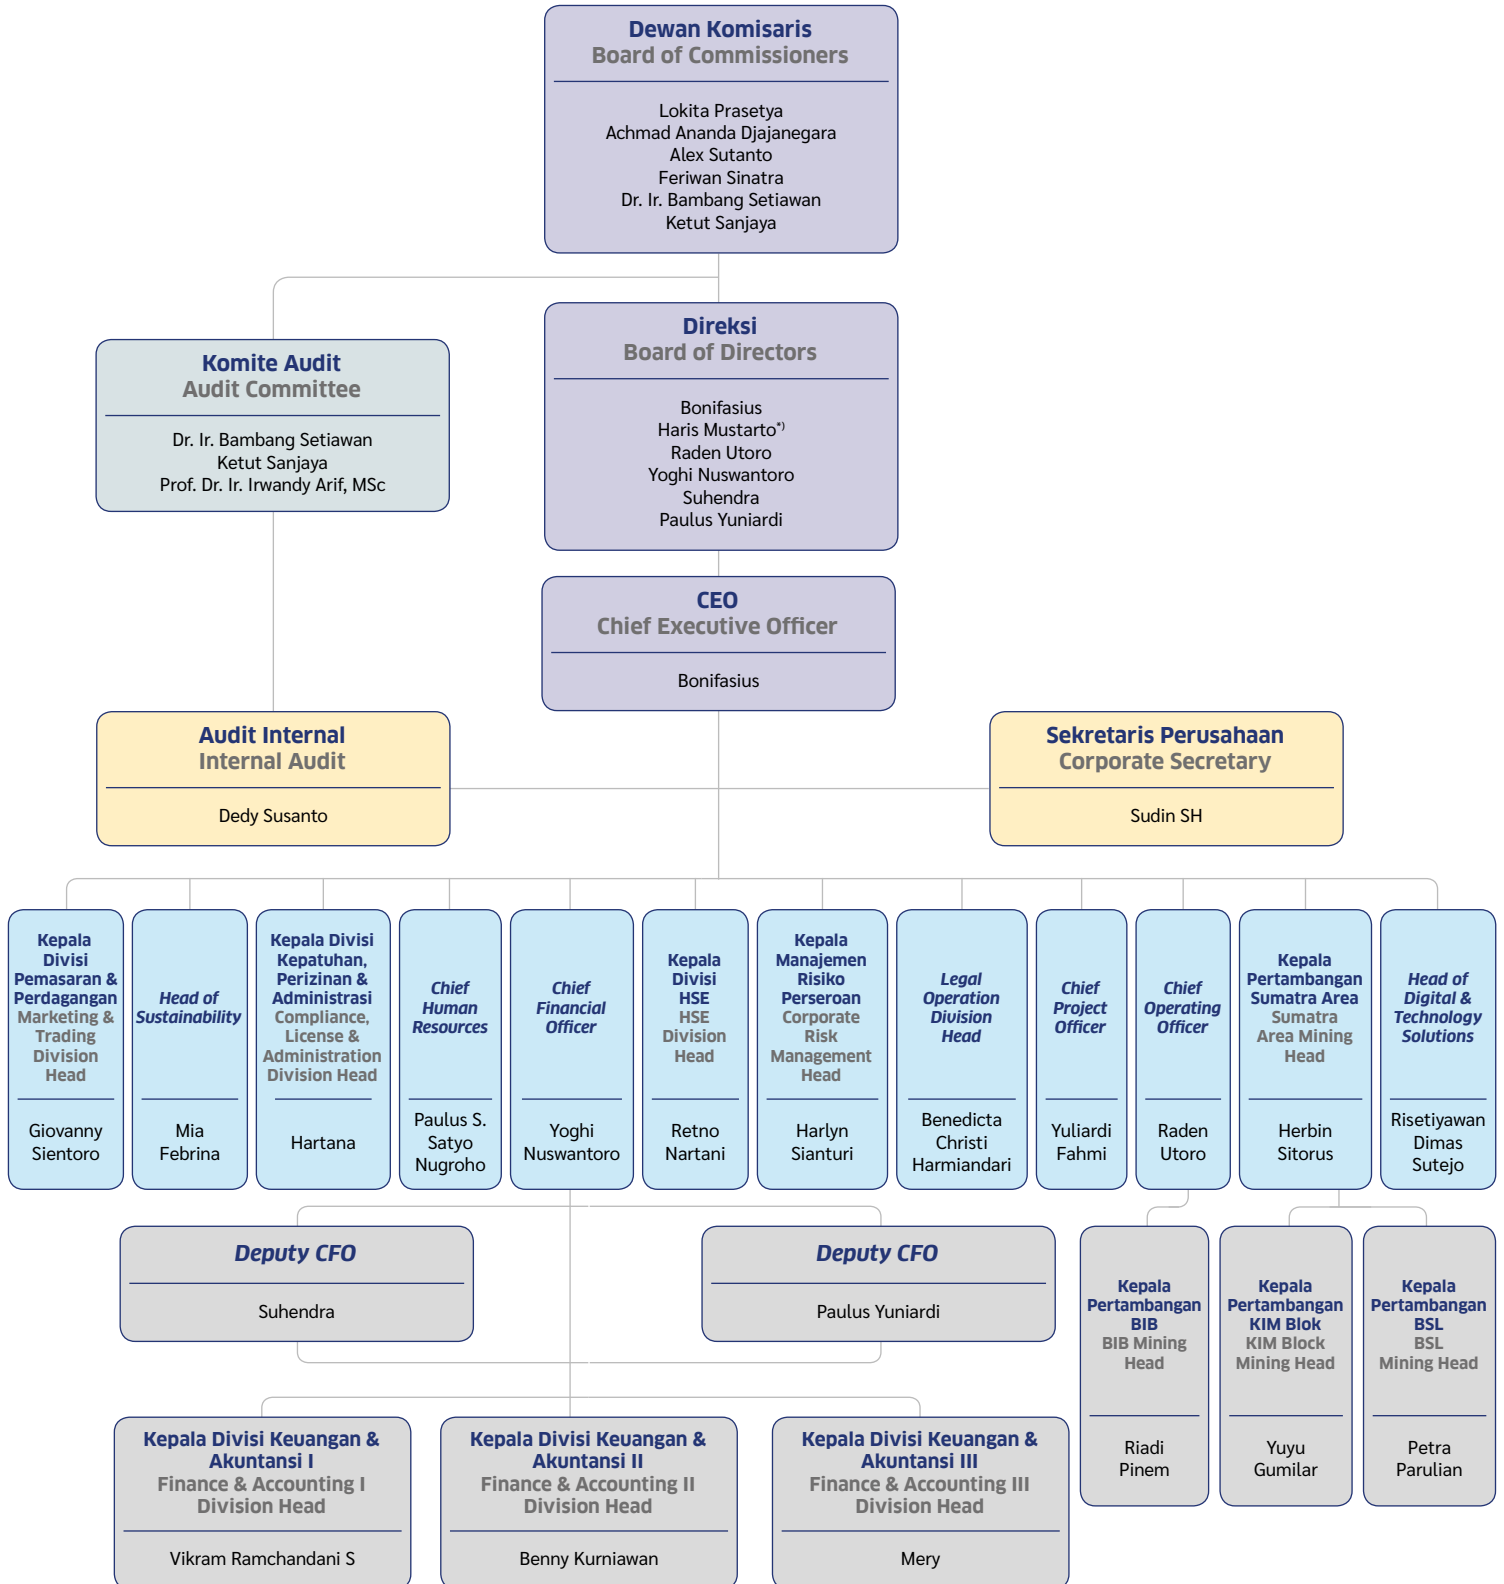 Dewan Komisaris
Board of Commissioners
Lokita Prasetya
Achmad Ananda Djajanegara
Alex Sutanto
Feriwan Sinatra
Dr. Ir. Bambang Setiawan
Ketut Sanjaya
Komite Audit
Audit Committee
Dr. Ir. Bambang Setiawan
Ketut Sanjaya
Prof. Dr. Ir. Irwandy Arif, MSc
Direksi
Board of Directors
Bonifasius
Haris Mustarto*)
Raden Utoro
Yoghi Nuswantoro
Suhendra
Paulus Yuniardi
CEO
Chief Executive Officer
Bonifasius
Audit Internal
Internal Audit
Dedy Susanto
Sekretaris Perusahaan
Corporate Secretary
Sudin SH
Kepala
Divisi
Pemasaran &
Perdagangan
Marketing &
Trading
Division
Head
Giovanny
Sientoro
Head of
Sustainability
Mia
Febrina
Kepala Divisi
Kepatuhan,
Perizinan &
Administrasi
Compliance,
License &
Administration
Division Head
Hartana
Chief
Human
Resources
Paulus S.
Satyo
Nugroho
Chief
Financial
Officer
Yoghi
Nuswantoro
Kepala
Divisi
HSE
HSE
Division
Head
Retno
Nartani
Kepala
Manajemen
Risiko
Perseroan
Corporate
Risk
Management
Head
Harlyn
Sianturi
Legal
Operation
Division
Head
Benedicta
Christi
Harmiandari
Chief
Project
Officer
Yuliardi
Fahmi
Chief
Operating
Officer
Raden
Utoro
Kepala
Pertambangan
Sumatra Area
Sumatra
Area Mining
Head
Herbin
Sitorus
Head of
Digital &
Technology
Solutions
Risetiyawan
Dimas
Sutejo
Deputy CFO
Suhendra
Deputy CFO
Paulus Yuniardi
Kepala
Pertambangan
BIB
BIB Mining
Head
Riadi
Pinem
Kepala
Pertambangan
KIM Blok
KIM Block
Mining Head
Yuyu
Gumilar
Kepala
Pertambangan
BSL
BSL
Mining Head
Petra
Parulian
Kepala Divisi Keuangan &
Akuntansi I
Finance & Accounting I
Division Head
Vikram Ramchandani S
Kepala Divisi Keuangan &
Akuntansi II
Finance & Accounting II
Division Head
Benny Kurniawan
Kepala Divisi Keuangan &
Akuntansi III
Finance & Accounting III
Division Head
Mery